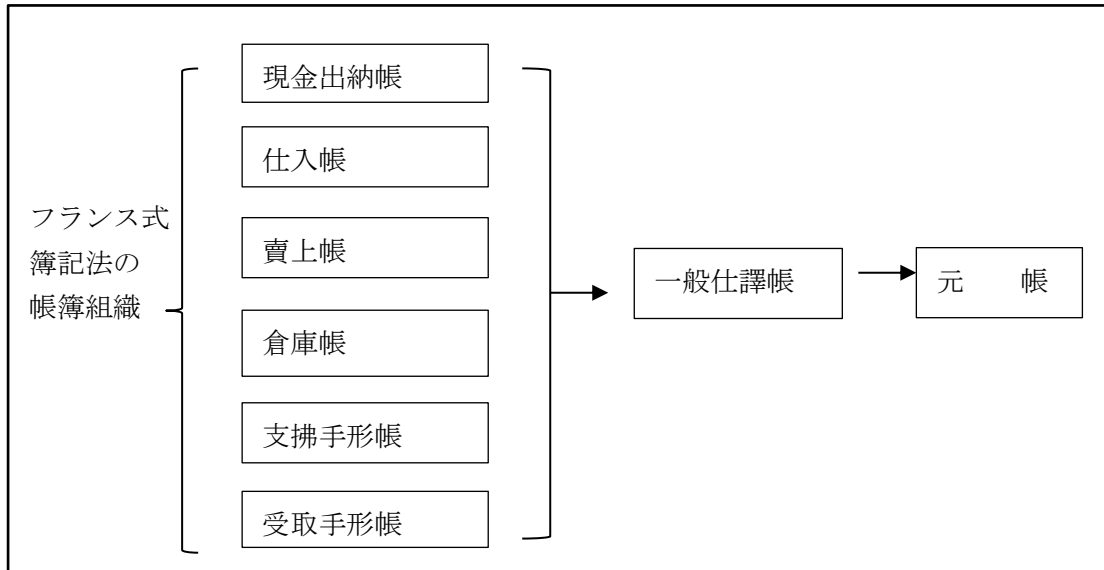 フランス式
簿記法の
帳簿組織
現金出納帳
仕入帳
賣上帳
倉庫帳
支拂手形帳
受取手形帳
一般仕譯帳
元　　帳